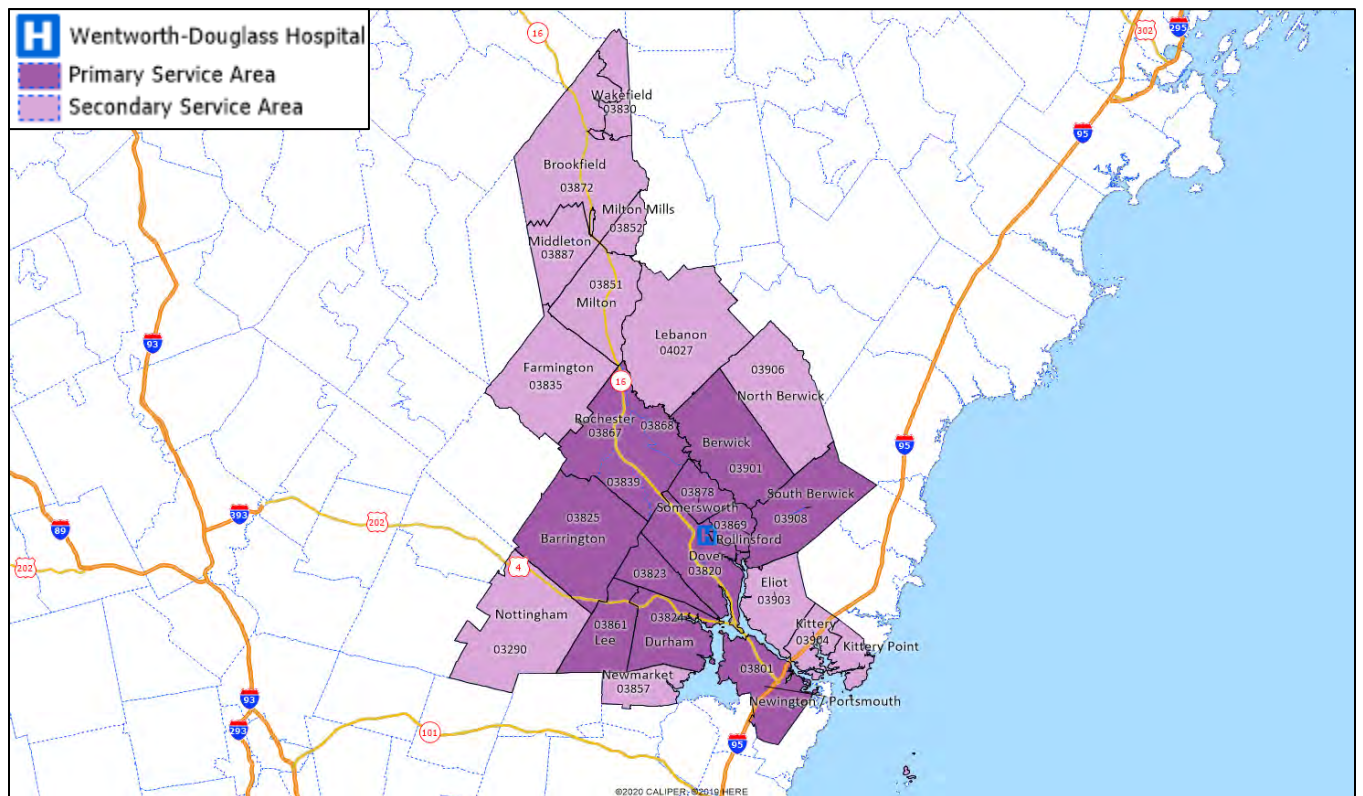 H Wentworth-Douglass Hospital
Primary Service Area
Secondary Service Area
16
302
295
95
Wakefield
03830
Brookfield
03872
Milton Mills
03852
Middleton
03887
03851
Milton
93
Lebanon
04027
Farmington
03835
16
03906
North Berwick
95
Rochester
03867
03868
Berwick
03901
03839
03878
South Berwick
03908
Somersworth
393
202
89
202
03825
Barrington
03869
H
Rollinsford
Dover
03820
4
03823
Eliot
03903
Nottingham
03290
03861
Lee
03824
Durham
Kittery
03904
Kittery Point
Newmarket
03857
03801
Newington / Portsmouth
93
293
101
95
©2020 CALIPER; ©2019 HERE